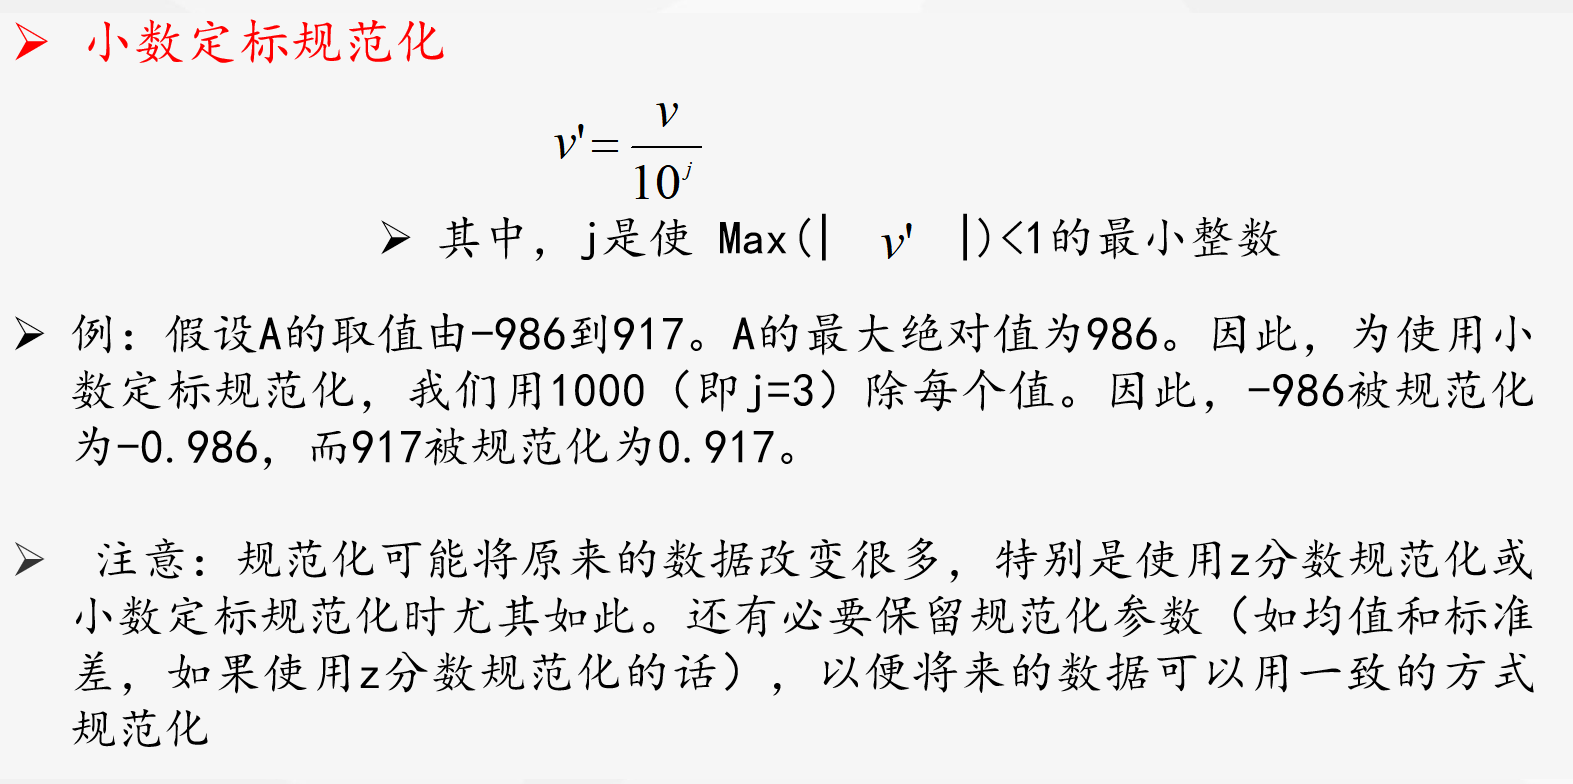 小数定标规范化
v'=v/10^j
其中，j是使 Max(| v' |)<1的最小整数
例：假设A的取值由-986到917。A的最大绝对值为986。因此，为使用小
数定标规范化，我们用1000（即j=3）除每个值。因此，-986被规范化
为-0.986，而917被规范化为0.917。
注意：规范化可能将原来的数据改变很多，特别是使用z分数规范化或
小数定标规范化时尤其如此。还有必要保留规范化参数（如均值和标准
差，如果使用z分数规范化的话），以便将来的数据可以用一致的方式
规范化